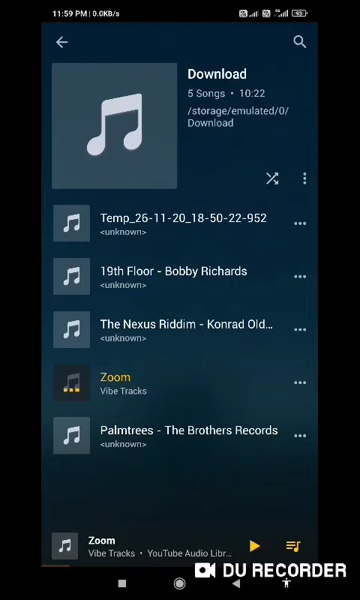 11:59 PM | 0.0KB/s
Download
5 Songs • 10:22
/storage/emulated/0/
Download
Temp_26-11-20_18-50-22-952
<unknown>
19th Floor - Bobby Richards
<unknown>
The Nexus Riddim - Konrad Old...
<unknown>
Zoom
Vibe Tracks
Palmtrees - The Brothers Records
<unknown>
Zoom
Vibe Tracks • YouTube Audio Libr...
DU RECORDER